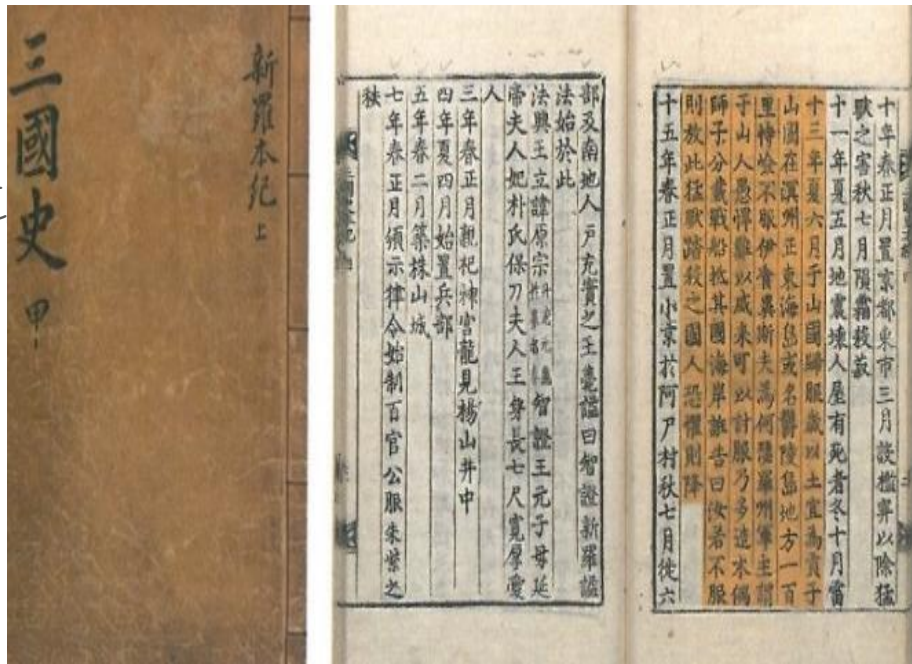 三國史 甲
新羅本紀 上
十年春正月置京都東市三月設檻穽以除猛
獸之害秋七月隕霜殺菽
十一年夏五月地震壞人屋有死者冬十月雷
十三年夏六月于山國歸服歲以土宜爲貢于
山國在溟州正東海島或名鬱陵島地方一百
里恃嶮不服伊飡異斯夫爲何瑟羅州軍主謂
于山人愚悍難以威來可以計服乃多造木偶
師子分載戰船抵其國海岸誑告曰汝若不服
則放此猛獸踏殺之國人恐懼則降
十五年春正月置小京於阿尸村秋七月徙六
部及南地人戶充實之王薨諡曰智證新羅諡
法始於此
法興王立諱原宗冊府元龜姓募名智證王元子母延
帝夫人妃朴氏保刀夫人王身長七尺寬厚愛
人
三年春正月親祀神宮龍見楊山井中
四年夏四月始置兵部
五年春二月築株山城
七年春正月頒示律令始制百官公服朱紫之
秩